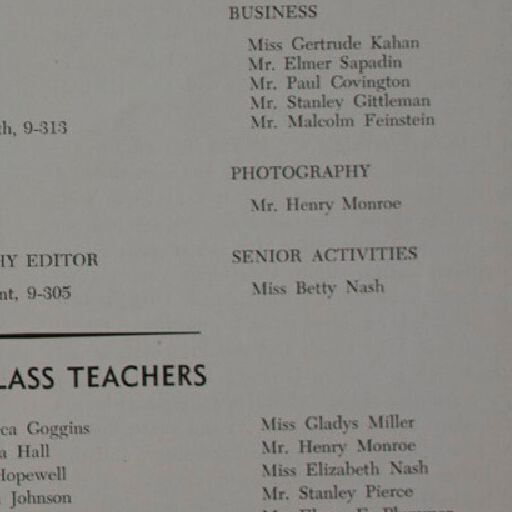 BUSINESS
Miss Gertrude Kahan
Mr. Elmer Sapadin
Mr. Paul Covington
Mr. Stanley Gittleman
Mr. Malcolm Feinstein
th, 9-313
PHOTOGRAPHY
Mr. Henry Monroe
HY EDITOR
nt, 9-305
SENIOR ACTIVITIES
Miss Betty Nash
LASS TEACHERS
ca Goggins
a Hall
Hopewell
Johnson
Miss Gladys Miller
Mr. Henry Monroe
Miss Elizabeth Nash
Mr. Stanley Pierce